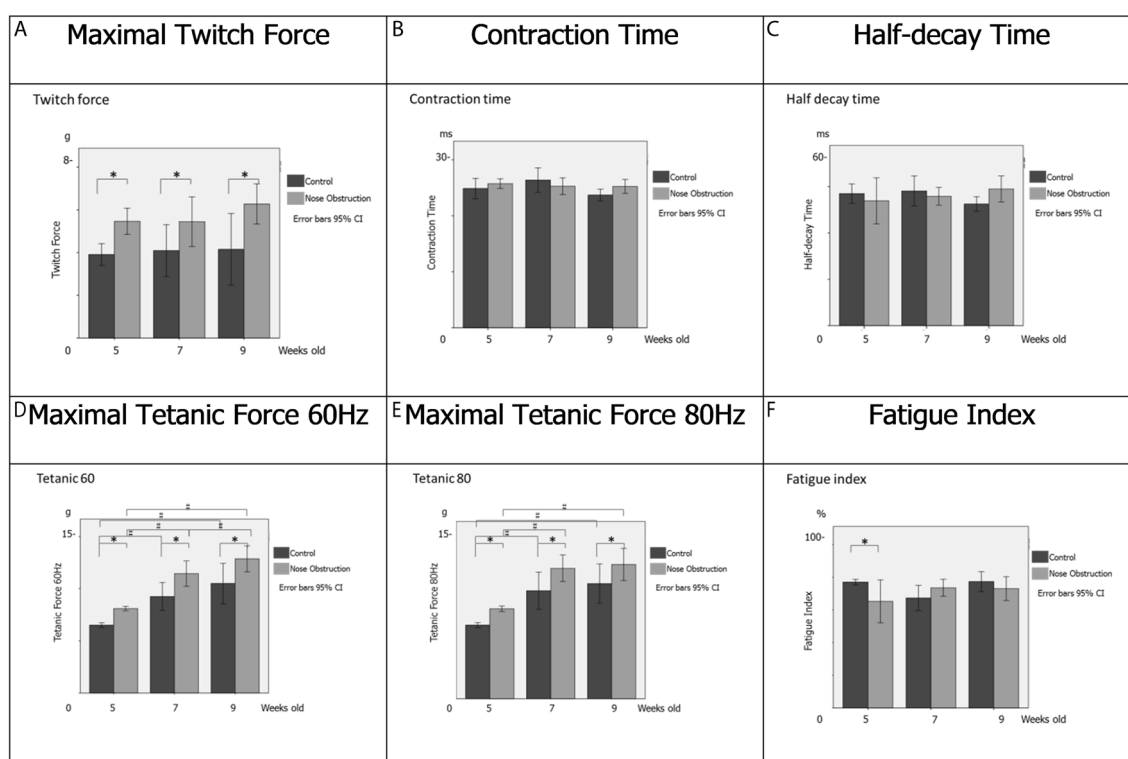 A Maximal Twitch Force
B Contraction Time
C Half-decay Time
Twitch force
g
8-
Twitch Force
* * *
Control
Nose Obstruction
Error bars 95% CI
0 5 7 9 Weeks old
Contraction time
ms
30-
Contraction Time
Control
Nose Obstruction
Error bars 95% CI
0 5 7 9 Weeks old
Half decay time
ms
60-
Half-decay Time
Control
Nose Obstruction
Error bars 95% CI
0 5 7 9 Weeks old
D Maximal Tetanic Force 60Hz
E Maximal Tetanic Force 80Hz
F Fatigue Index
Tetanic 60
g
15-
Tetanic Force 60Hz
* * *
Control
Nose Obstruction
Error bars 95% CI
0 5 7 9 Weeks old
Tetanic 80
g
15-
Tetanic Force 80Hz
* * *
Control
Nose Obstruction
Error bars 95% CI
0 5 7 9 Weeks old
Fatigue index
%
100-
Fatigue Index
*
Control
Nose Obstruction
Error bars 95% CI
0 5 7 9 Weeks old